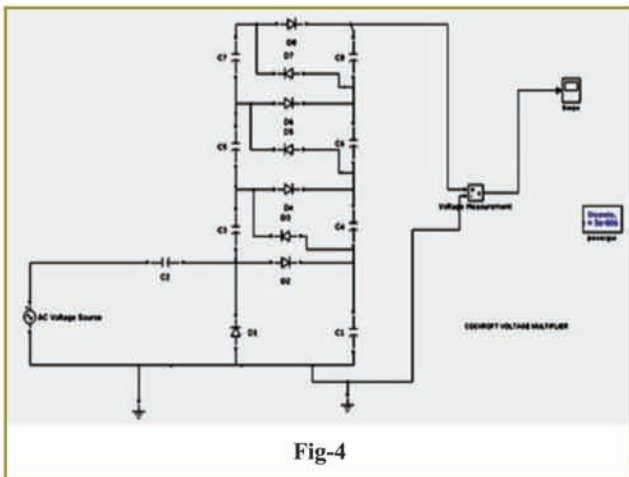 D8
D7
C7
C8
D6
D5
C5
C6
D4
D3
C3
C4
C2
D2
AC Voltage Source
D1
C1
Voltage Measurement
Discrete,
powergui
COCKROFT VOLTAGE MULTIPLIER
Fig-4